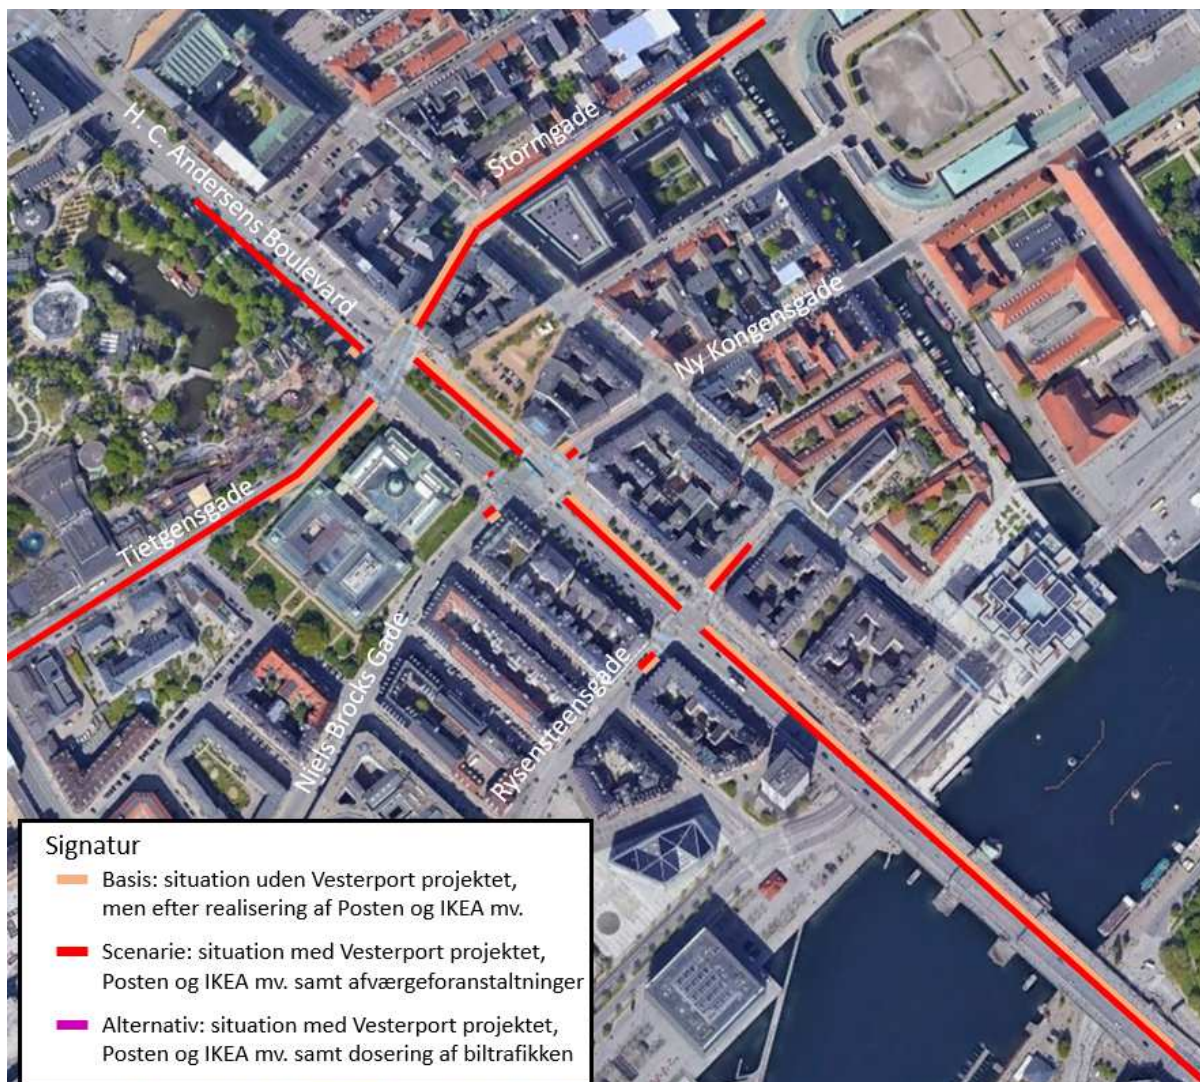 H. C. Andersens Boulevard
Stormgade
Ny Kongensgade
Tietgensgade
Niels Brocks Gade
Rysensteensgade
Signatur
Basis: situation uden Vesterport projektet,
men efter realisering af Posten og IKEA mv.
Scenarie: situation med Vesterport projektet,
Posten og IKEA mv. samt afværgeforanstaltninger
Alternativ: situation med Vesterport projektet,
Posten og IKEA mv. samt dosering af biltrafikken